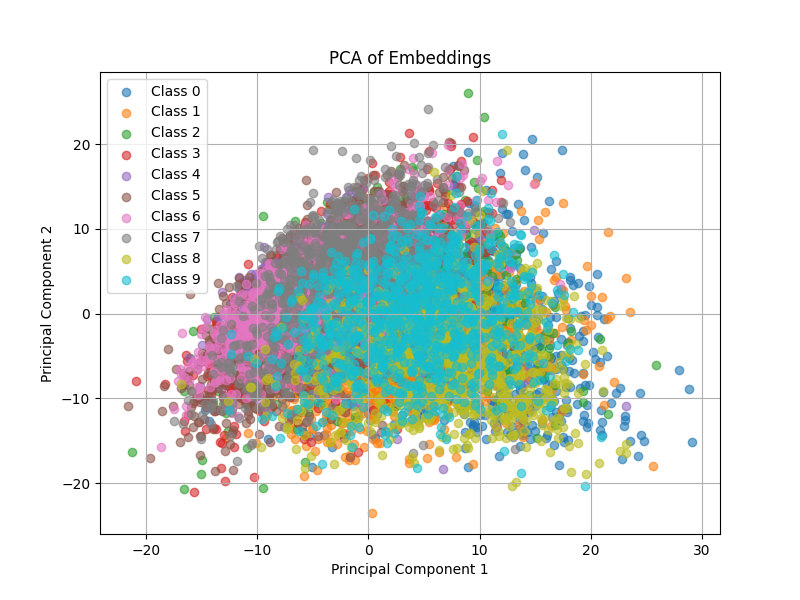 PCA of Embeddings
Class 0
Class 1
Class 2
Class 3
Class 4
Class 5
Class 6
Class 7
Class 8
Class 9
20
10
0
−10
−20
Principal Component 2
−20 −10 0 10 20 30
Principal Component 1